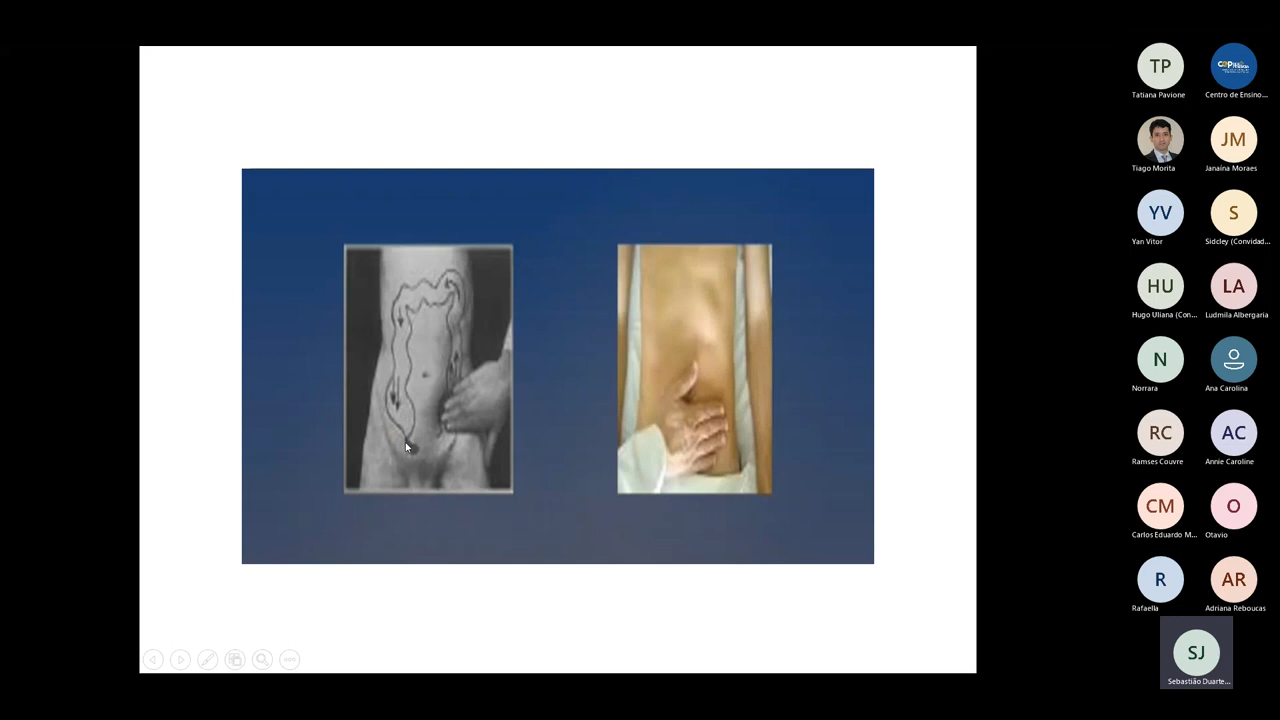 TP
Tatiana Pavione
Centro de Ensino...
Tiago Morita
JM
Janaína Moraes
YV
Yan Vitor
S
Sidcley (Convidad...
HU
Hugo Uliana (Con...
LA
Ludmila Albergaria
N
Norrara
Ana Carolina
RC
Ramses Couvre
AC
Annie Caroline
CM
Carlos Eduardo M...
O
Otavio
R
Rafaella
AR
Adriana Reboucas
SJ
Sebastião Duarte...